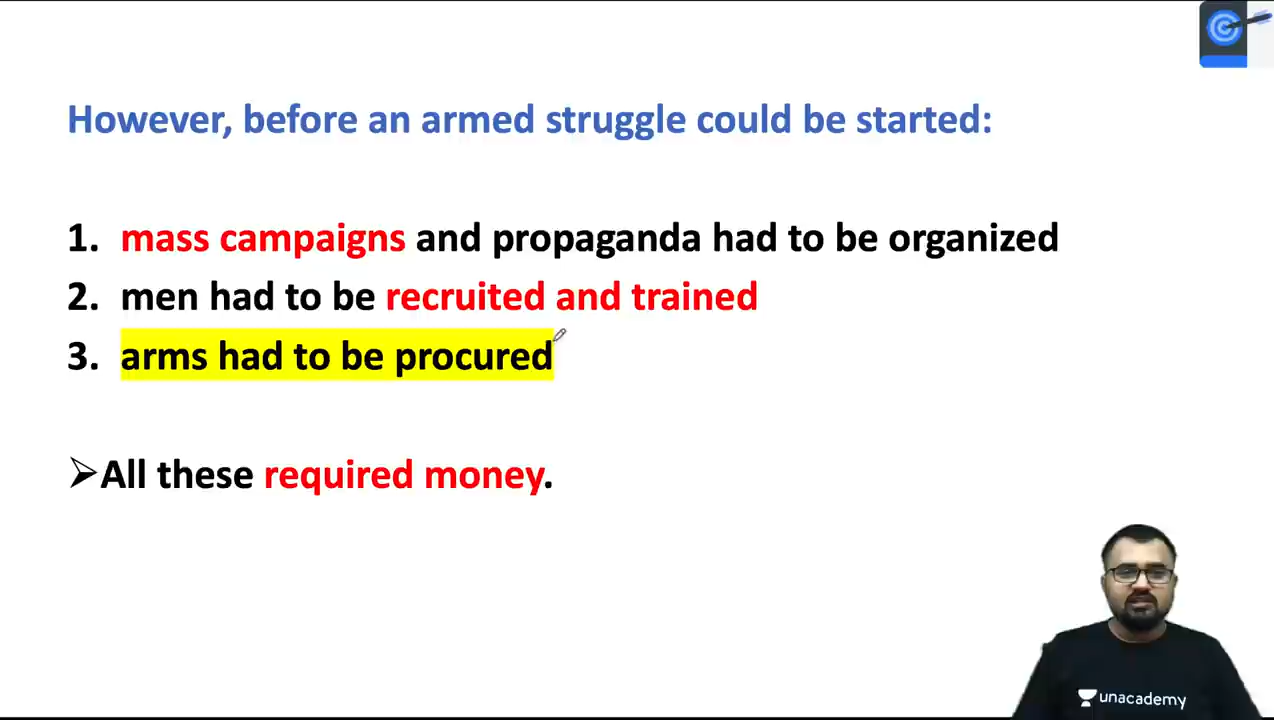 However, before an armed struggle could be started:
1. mass campaigns and propaganda had to be organized
2. men had to be recruited and trained
3. arms had to be procured
➢All these required money.
unacademy